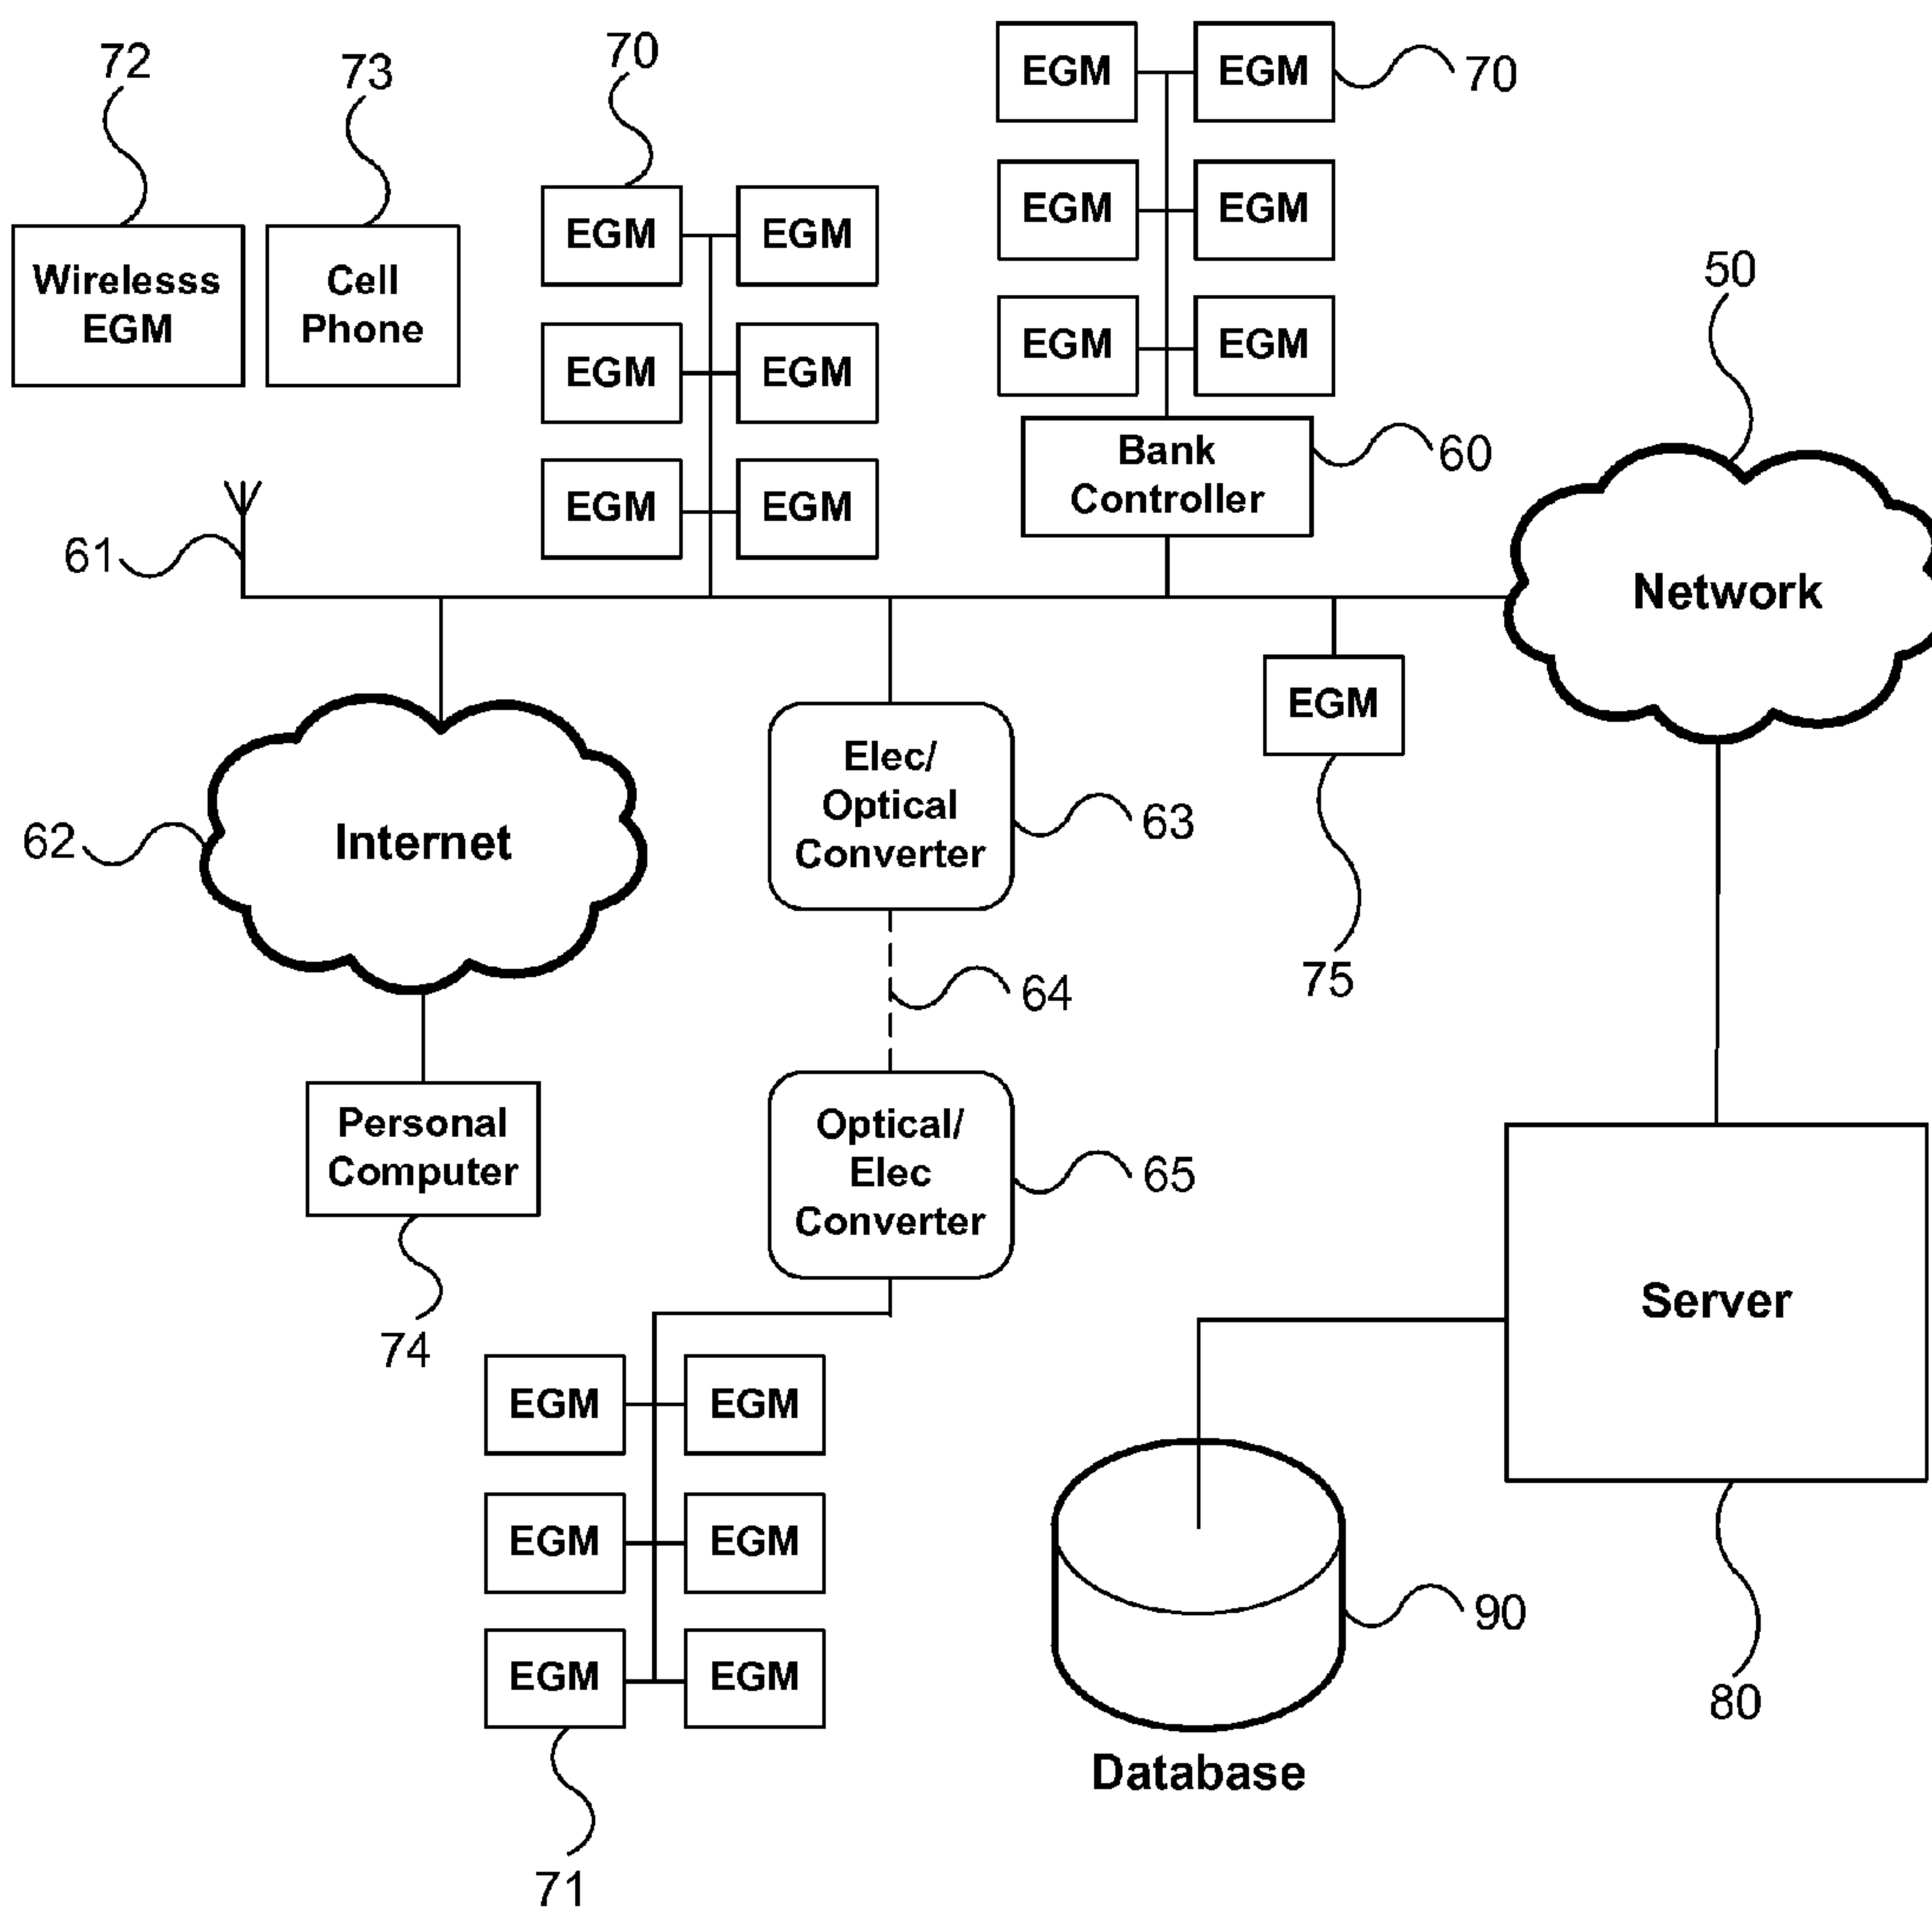 72
73
70
EGM
EGM
70
EGM
EGM
EGM
EGM
Wirelesss
EGM
Cell
Phone
EGM
EGM
EGM
EGM
EGM
EGM
Bank
Controller
60
50
61
Network
Internet
62
Elec/
Optical
Converter
63
EGM
75
64
Personal
Computer
74
Optical/
Elec
Converter
65
Server
80
EGM
EGM
EGM
EGM
EGM
EGM
71
90
Database